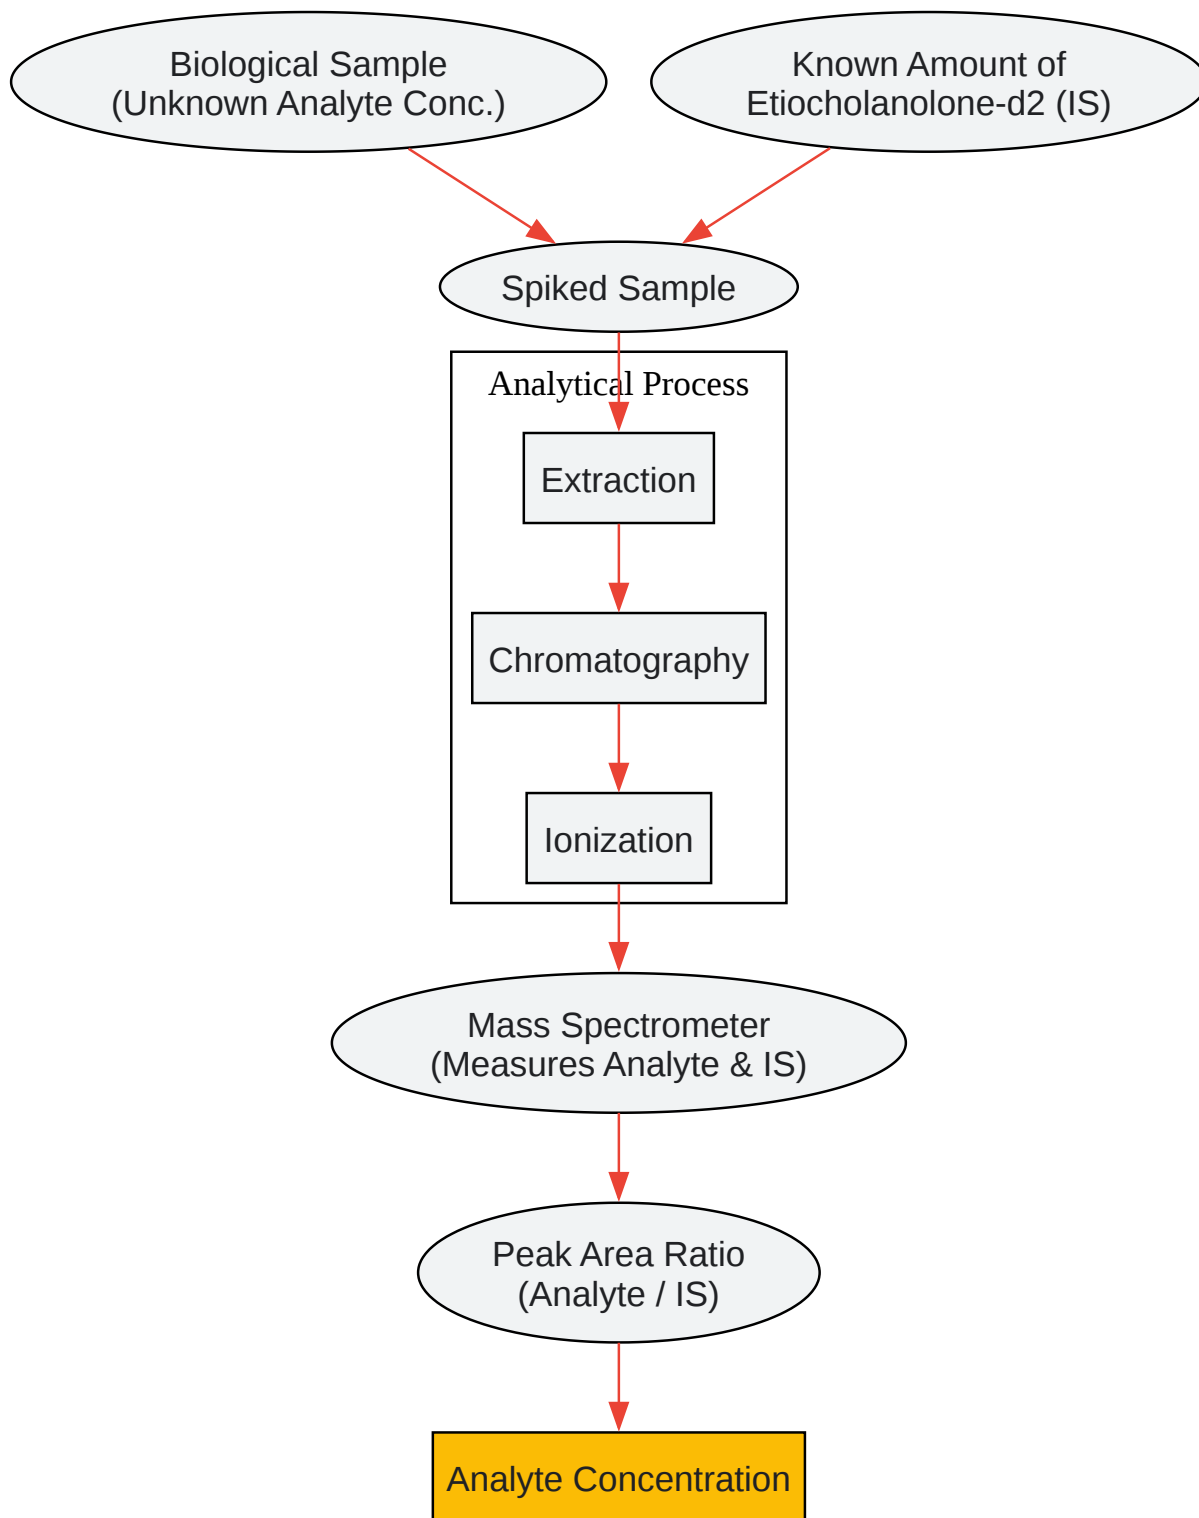 Biological Sample
(Unknown Analyte Conc.)
Known Amount of
Etiocholanolone-d2 (IS)
Spiked Sample
Analytical Process
Extraction
Chromatography
Ionization
Mass Spectrometer
(Measures Analyte & IS)
Peak Area Ratio
(Analyte / IS)
Analyte Concentration